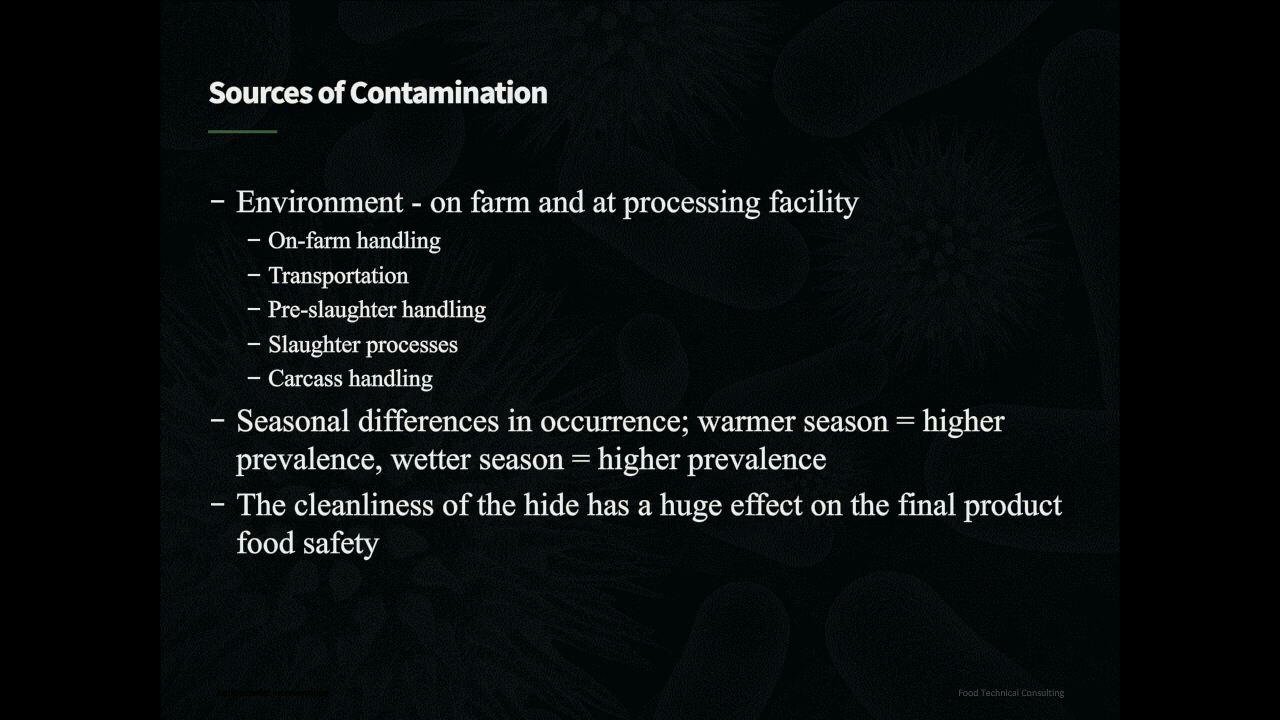 Sources of Contamination
– Environment - on farm and at processing facility
– On-farm handling
– Transportation
– Pre-slaughter handling
– Slaughter processes
– Carcass handling
– Seasonal differences in occurrence; warmer season = higher
prevalence, wetter season = higher prevalence
– The cleanliness of the hide has a huge effect on the final product
food safety
Food Technical Consulting